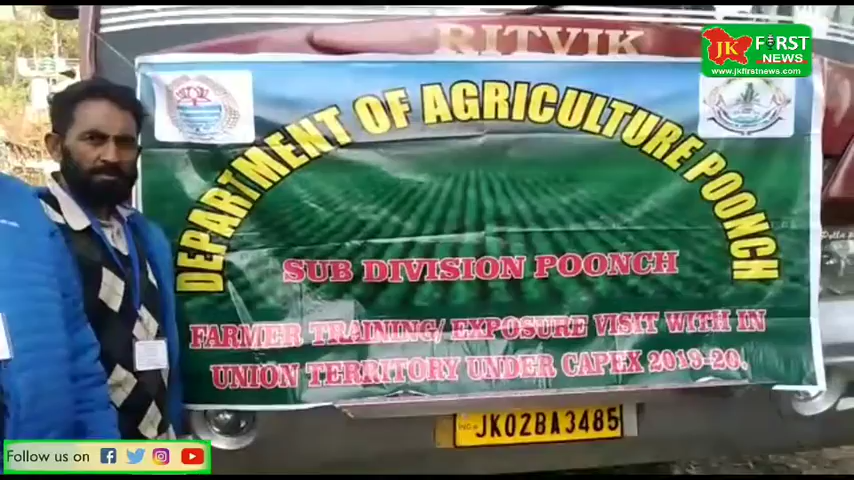 RITVIK
JK FIRST
NEWS
www.jkfirstnews.com
DEPARTMENT OF AGRICULTURE POONCH
SUB DIVISION POONCH
FARMER TRAINING/ EXPOSURE VISIT WITH IN
UNION TERRITORY UNDER CAPEX 2019-20.
JK02BA3485
Follow us on